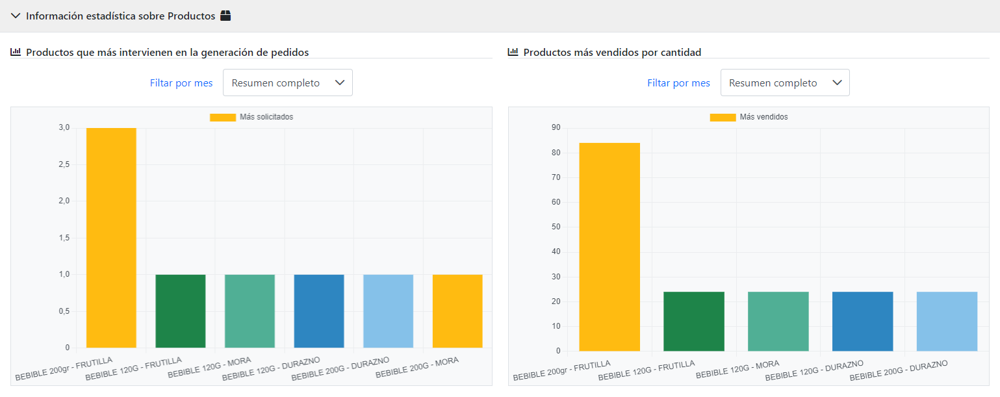 Información estadística sobre Productos
Productos que más intervienen en la generación de pedidos
Filtar por mes
Resumen completo
Más solicitados
3,0
2,5
2,0
1,5
1,0
0,5
0
BEBIBLE 200gr - FRUTILLA
BEBIBLE 120G - FRUTILLA
BEBIBLE 120G - MORA
BEBIBLE 120G - DURAZNO
BEBIBLE 200G - DURAZNO
BEBIBLE 200G - MORA
Productos más vendidos por cantidad
Filtar por mes
Resumen completo
Más vendidos
90
80
70
60
50
40
30
20
10
0
BEBIBLE 200gr - FRUTILLA
BEBIBLE 120G - FRUTILLA
BEBIBLE 120G - MORA
BEBIBLE 120G - DURAZNO
BEBIBLE 200G - DURAZNO